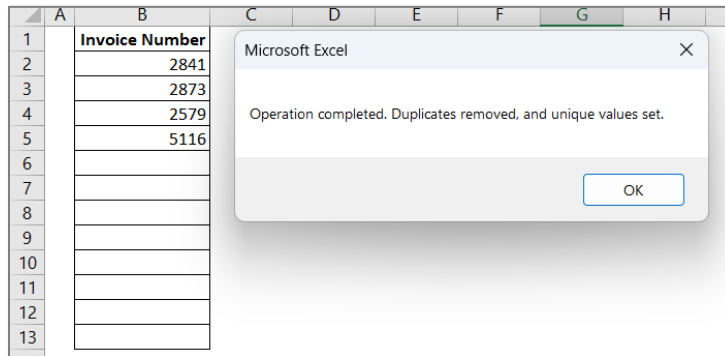 A B C D E F G H
1 Invoice Number
2 2841
3 2873
4 2579
5 5116
6
7
8
9
10
11
12
13
Microsoft Excel
Operation completed. Duplicates removed, and unique values set.
OK